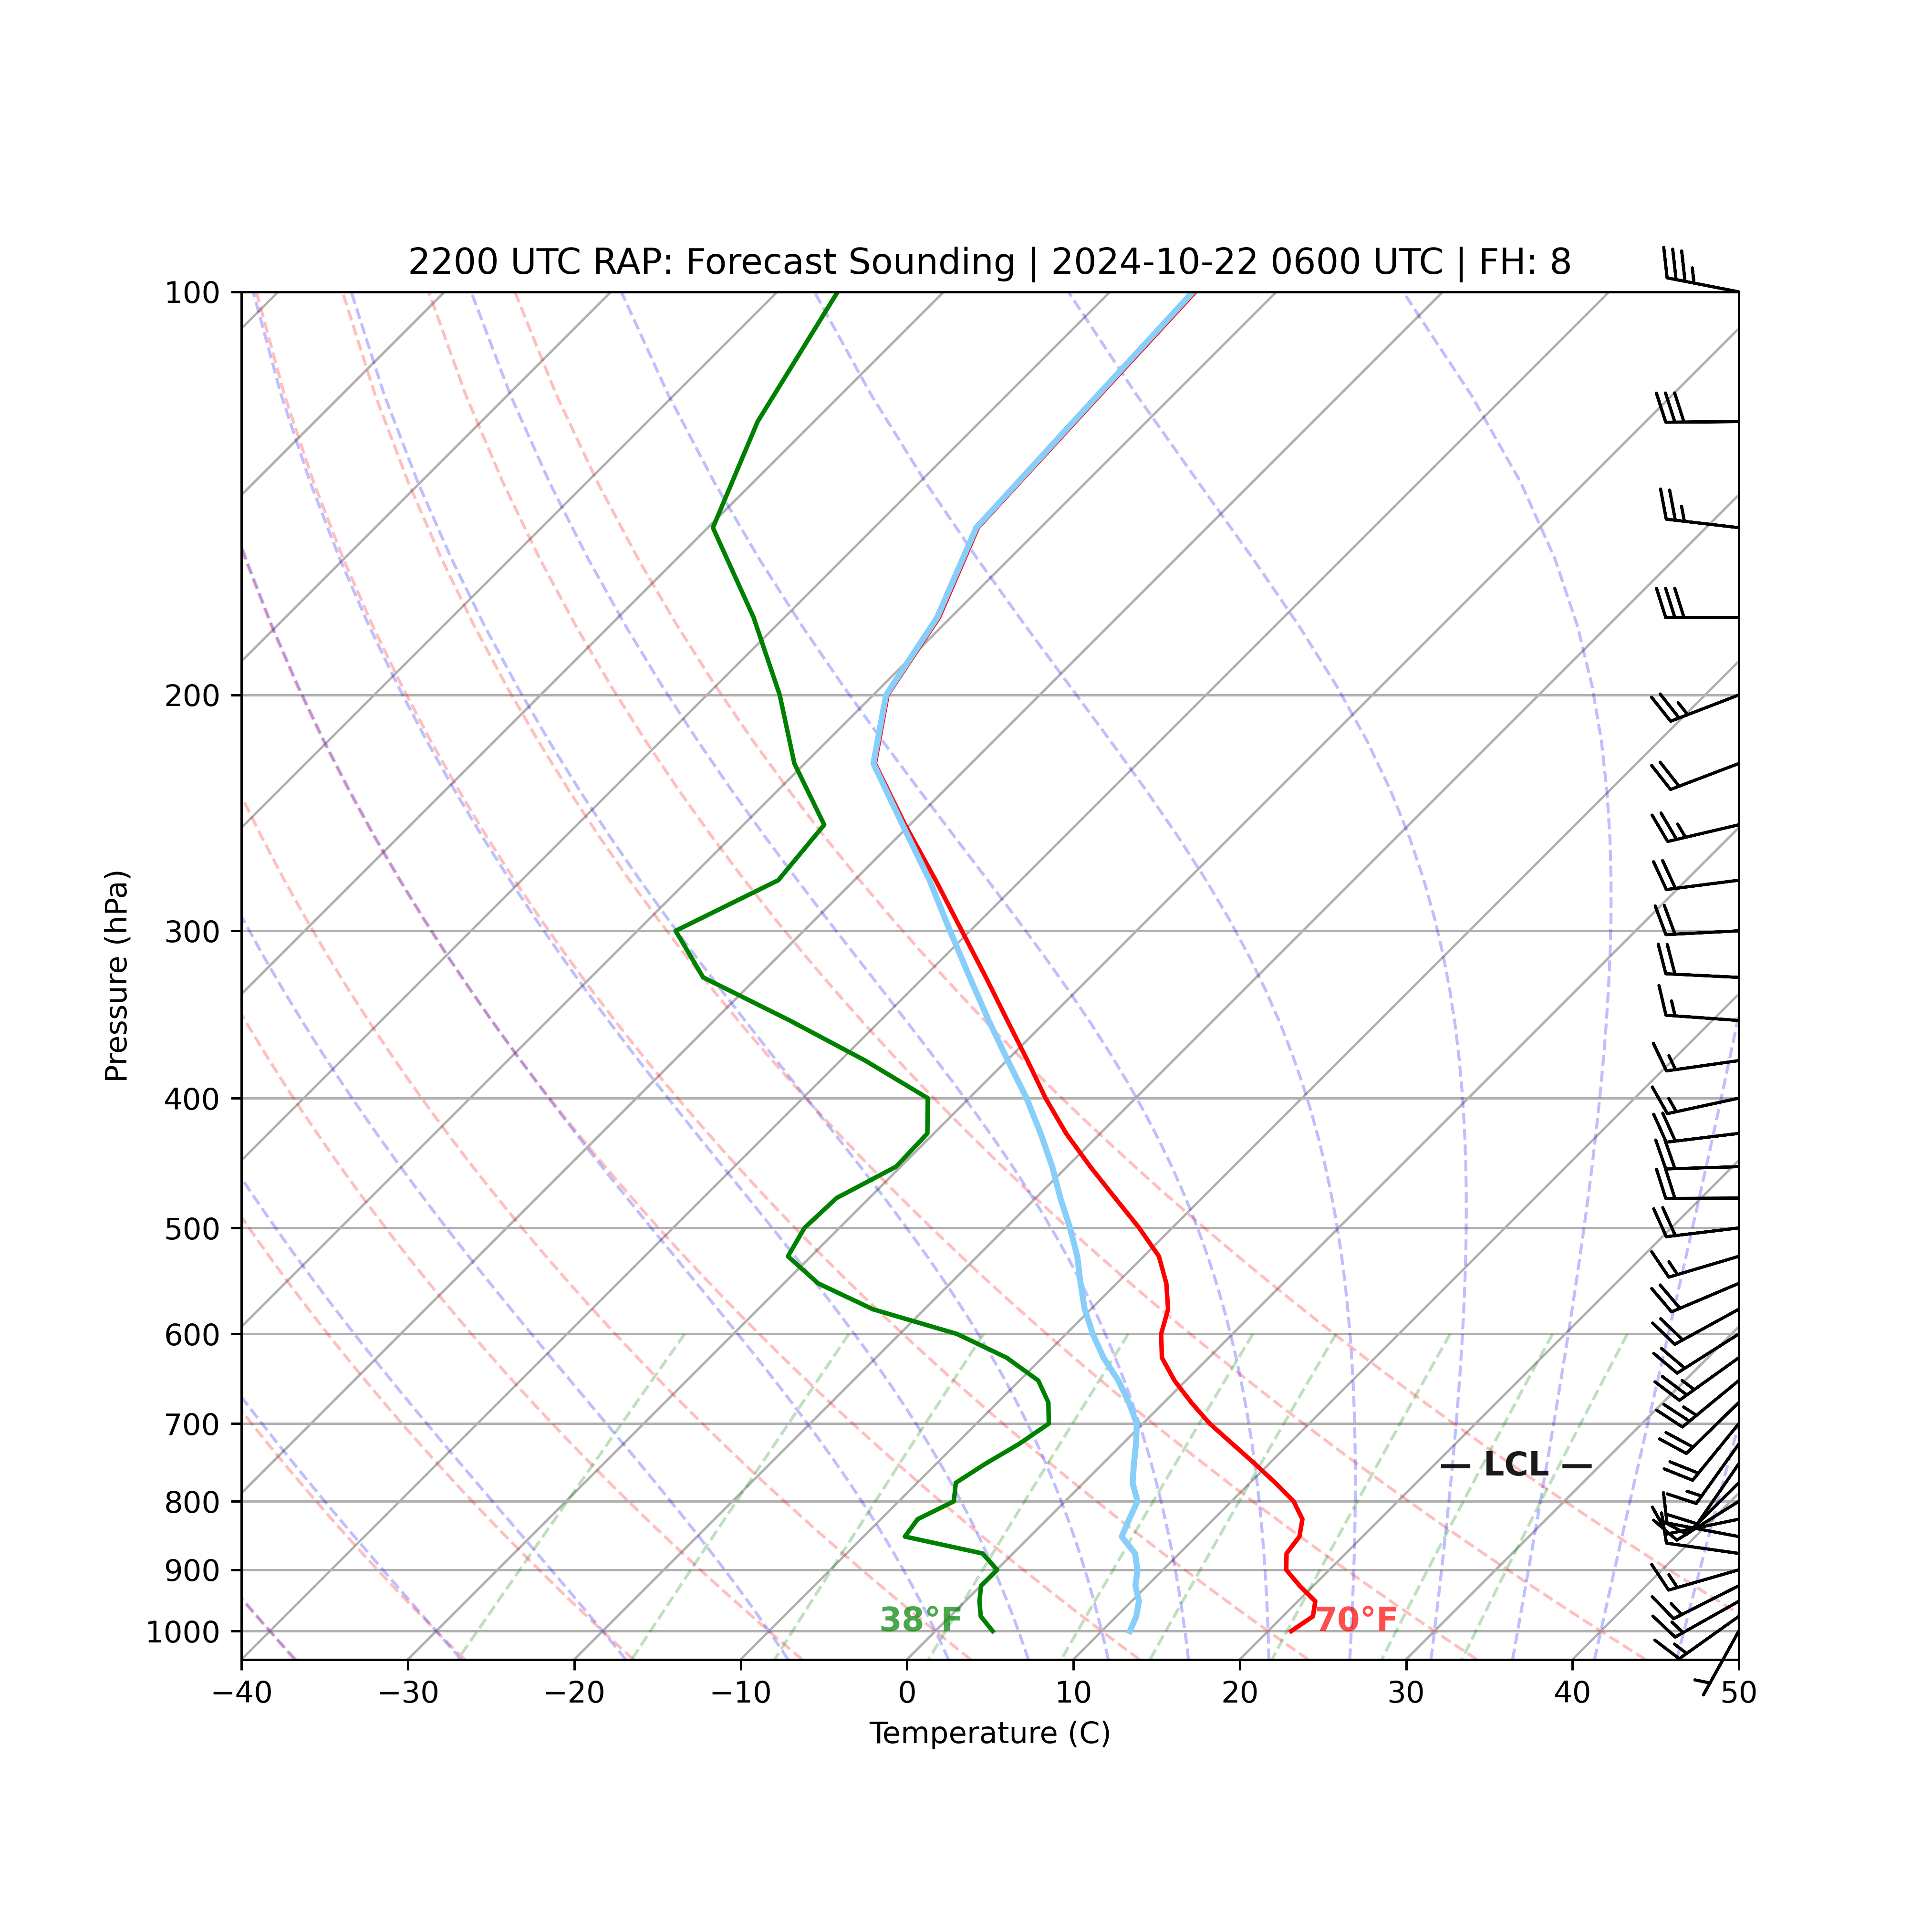 2200 UTC RAP: Forecast Sounding | 2024-10-22 0600 UTC | FH: 8
100
200
300
400
500
600
700
800
900
1000
Pressure (hPa)
— LCL —
38°F
70°F
−40 −30 −20 −10 0 10 20 30 40 50
Temperature (C)